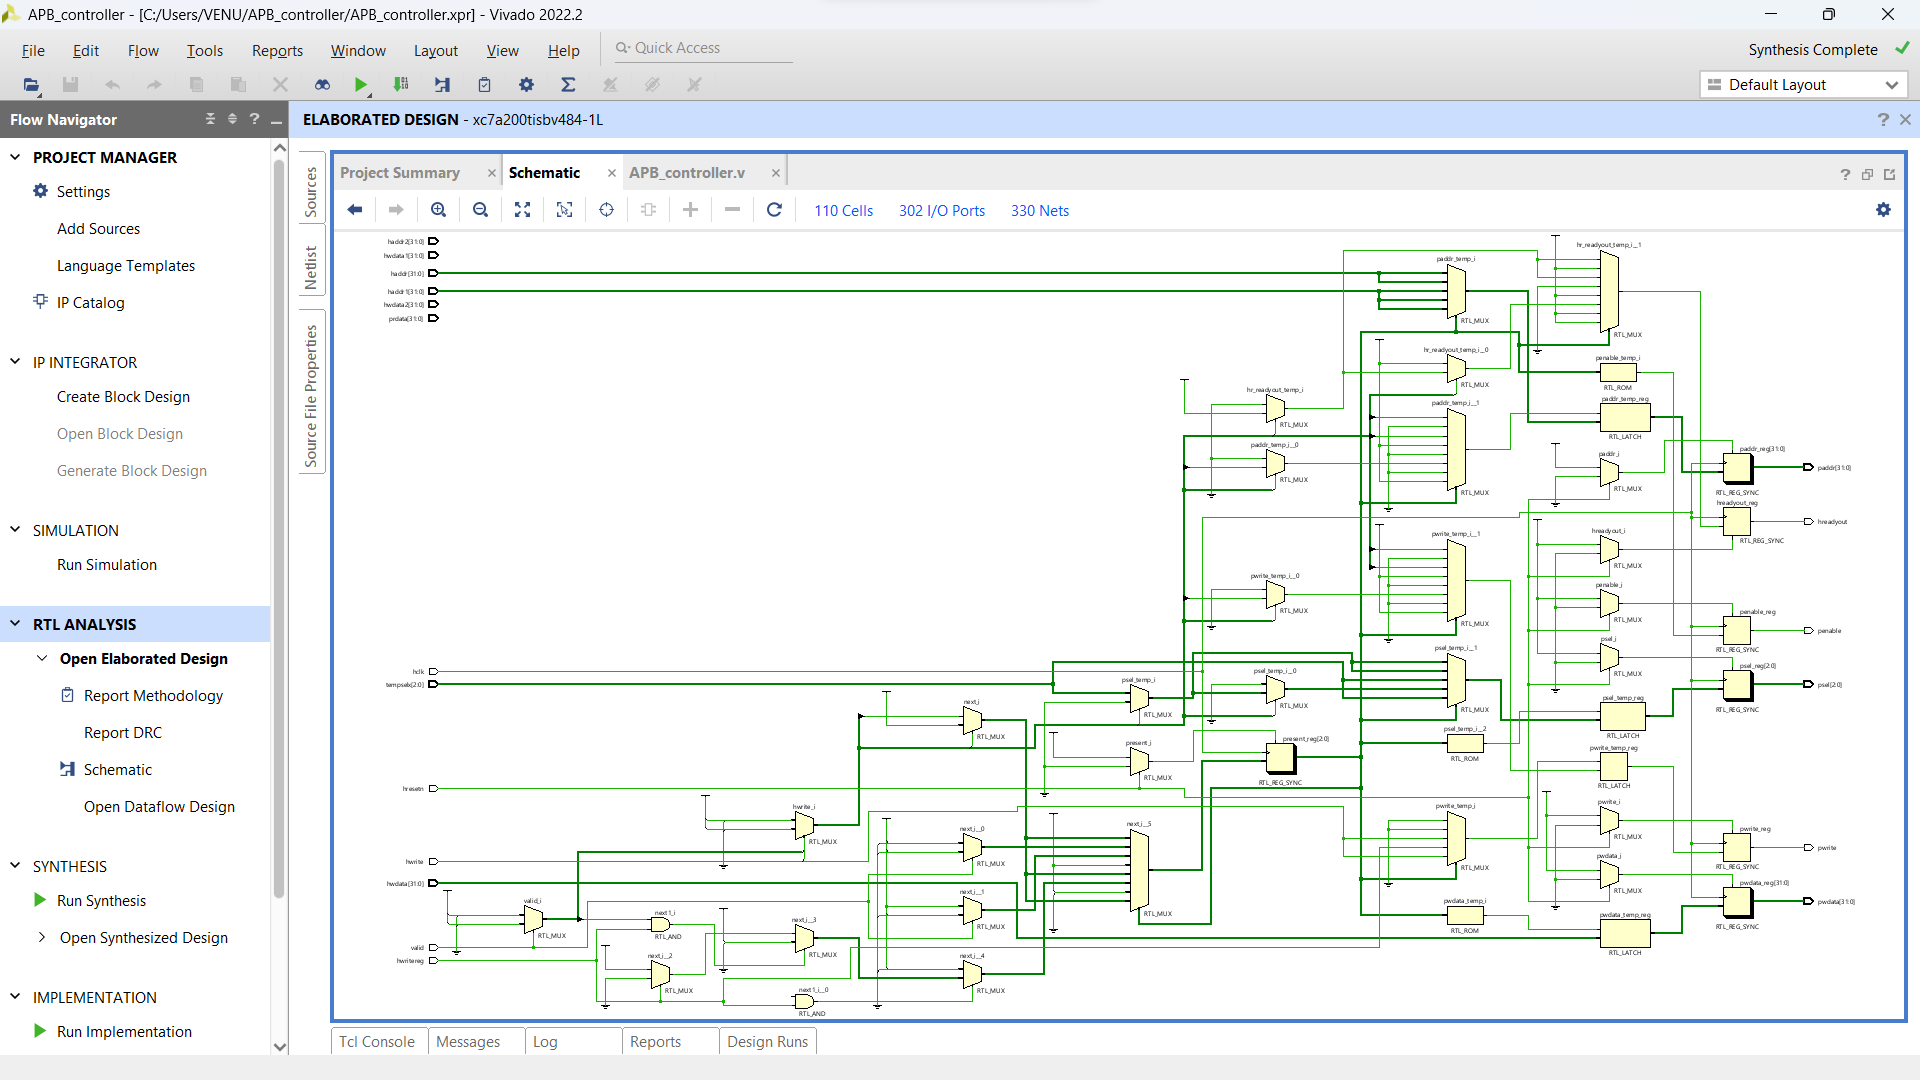 APB_controller - [C:/Users/VENU/APB_controller/APB_controller.xpr] - Vivado 2022.2
File Edit Flow Tools Reports Window Layout View Help Quick Access
Synthesis Complete
Default Layout
Flow Navigator
PROJECT MANAGER
Settings
Add Sources
Language Templates
IP Catalog
IP INTEGRATOR
Create Block Design
Open Block Design
Generate Block Design
SIMULATION
Run Simulation
RTL ANALYSIS
Open Elaborated Design
Report Methodology
Report DRC
Schematic
Open Dataflow Design
SYNTHESIS
Run Synthesis
Open Synthesized Design
IMPLEMENTATION
Run Implementation
ELABORATED DESIGN - xc7a200tisbv484-1L
Sources
Netlist
Source File Properties
Project Summary
Schematic
APB_controller.v
110 Cells 302 I/O Ports 330 Nets
haddr2[31:0]
hwdata1[31:0]
haddr[31:0]
haddr1[31:0]
hwdata2[31:0]
prdata[31:0]
hclk
tempselx[2:0]
hresetn
hwrite
hwdata[31:0]
valid
hwritereg
valid_i
RTL_MUX
next1_i
RTL_AND
next_i__2
RTL_MUX
hwrite_i
RTL_MUX
next_i__3
RTL_MUX
next1_i__0
RTL_AND
next_i
RTL_MUX
next_i__0
RTL_MUX
next_i__1
RTL_MUX
next_i__4
RTL_MUX
psel_temp_i
RTL_MUX
present_i
RTL_MUX
next_i__5
RTL_MUX
hr_readyout_temp_i
RTL_MUX
paddr_temp_i__0
RTL_MUX
pwrite_temp_i__0
RTL_MUX
psel_temp_i__0
RTL_MUX
present_reg[2:0]
RTL_REG_SYNC
paddr_temp_i
RTL_MUX
hr_readyout_temp_i__0
RTL_MUX
paddr_temp_i__1
RTL_MUX
pwrite_temp_i__1
RTL_MUX
psel_temp_i__1
RTL_MUX
psel_temp_i__2
RTL_ROM
pwrite_temp_i
RTL_MUX
pwdata_temp_i
RTL_ROM
hr_readyout_temp_i__1
RTL_MUX
penable_temp_i
RTL_ROM
paddr_temp_reg
RTL_LATCH
paddr_i
RTL_MUX
hreadyout_i
RTL_MUX
penable_i
RTL_MUX
psel_i
RTL_MUX
psel_temp_reg
RTL_LATCH
pwrite_temp_reg
RTL_LATCH
pwrite_i
RTL_MUX
pwdata_i
RTL_MUX
pwdata_temp_reg
RTL_LATCH
paddr_reg[31:0]
RTL_REG_SYNC
hreadyout_reg
RTL_REG_SYNC
penable_reg
RTL_REG_SYNC
psel_reg[2:0]
RTL_REG_SYNC
pwrite_reg
RTL_REG_SYNC
pwdata_reg[31:0]
RTL_REG_SYNC
paddr[31:0]
hreadyout
penable
psel[2:0]
pwrite
pwdata[31:0]
Tcl Console Messages Log Reports Design Runs